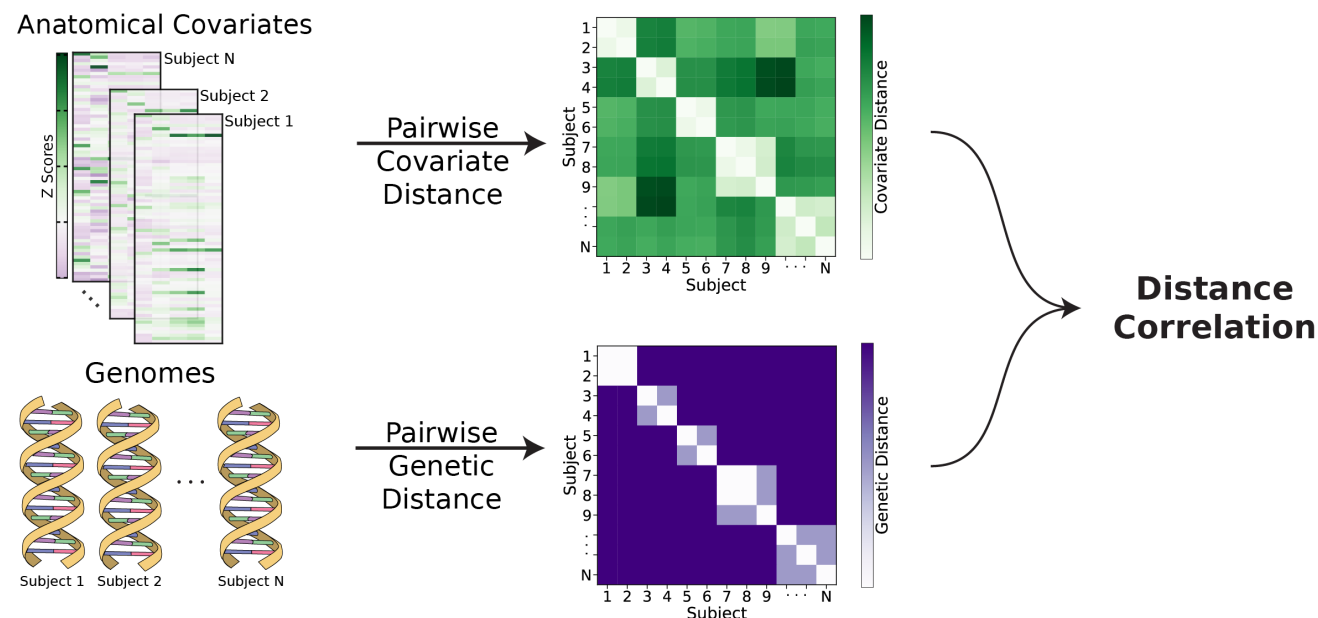 Anatomical Covariates
Subject N
Subject 2
Subject 1
Z Scores
Pairwise
Covariate
Distance
Subject
1
2
3
4
5
6
7
8
9
.
.
N
1 2 3 4 5 6 7 8 9 . . . N
Subject
Covariate Distance
Distance
Correlation
Genomes
. . .
Subject 1 Subject 2 Subject N
Pairwise
Genetic
Distance
Subject
1
2
3
4
5
6
7
8
9
.
.
N
1 2 3 4 5 6 7 8 9 . . . N
Subject
Genetic Distance